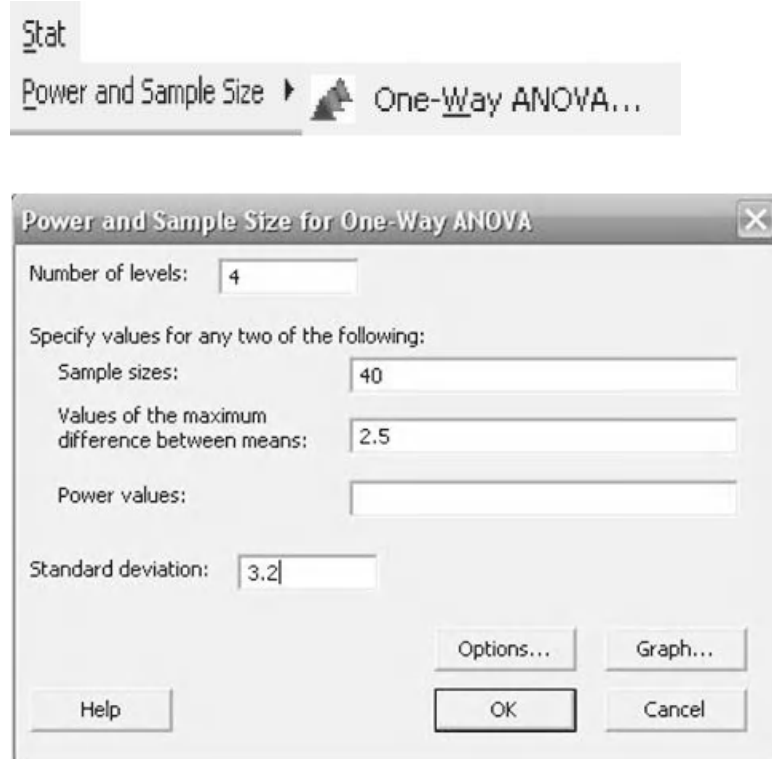 Stat
Power and Sample Size One-Way ANOVA...
Power and Sample Size for One-Way ANOVA
Number of levels: 4
Specify values for any two of the following:
Sample sizes: 40
Values of the maximum
difference between means: 2.5
Power values:
Standard deviation: 3.2
Options... Graph...
Help OK Cancel